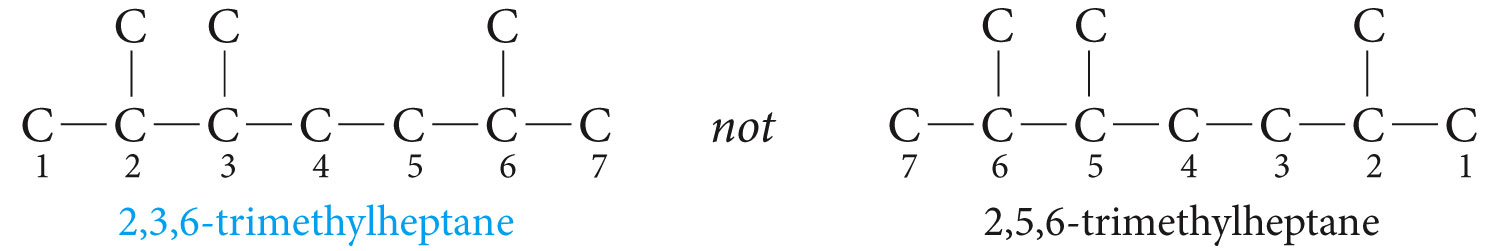 C C C
C — C — C — C — C — C — C
1 2 3 4 5 6 7
2,3,6-trimethylheptane
not
C C C
C — C — C — C — C — C — C
7 6 5 4 3 2 1
2,5,6-trimethylheptane